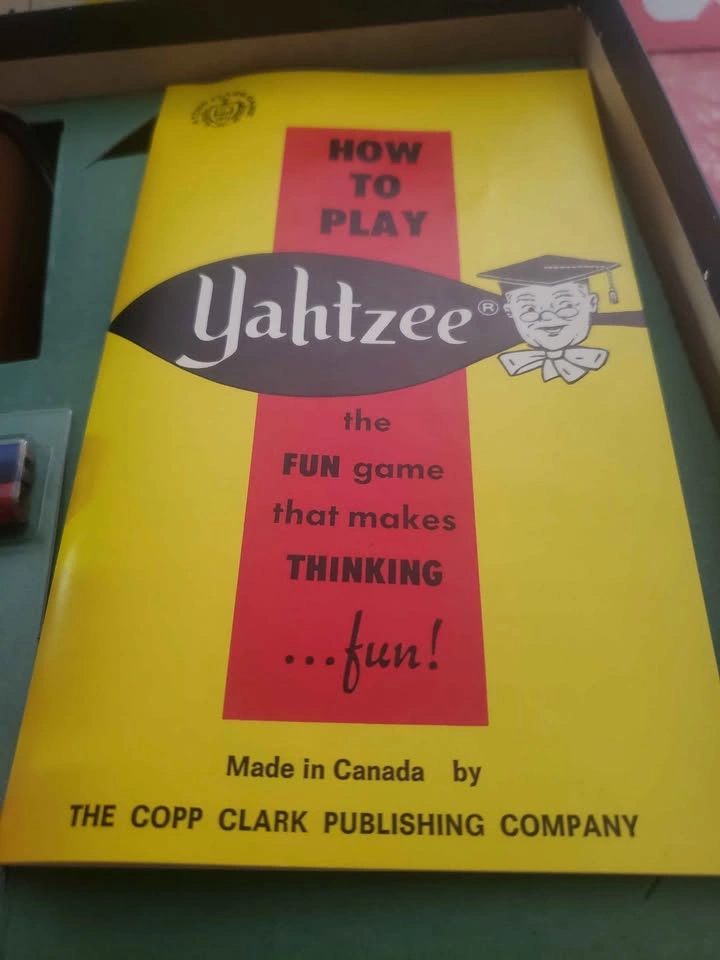 HOW
TO
PLAY
Yahtzee®
the
FUN game
that makes
THINKING
...fun!
Made in Canada by
THE COPP CLARK PUBLISHING COMPANY